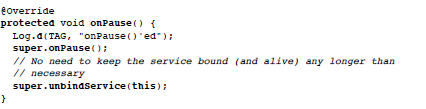 @Override
protected void onPause() {
Log.d(TAG, "onPause()'ed");
super.onPause();
// No need to keep the service bound (and alive) any longer than
// necessary
super.unbindService(this);
}